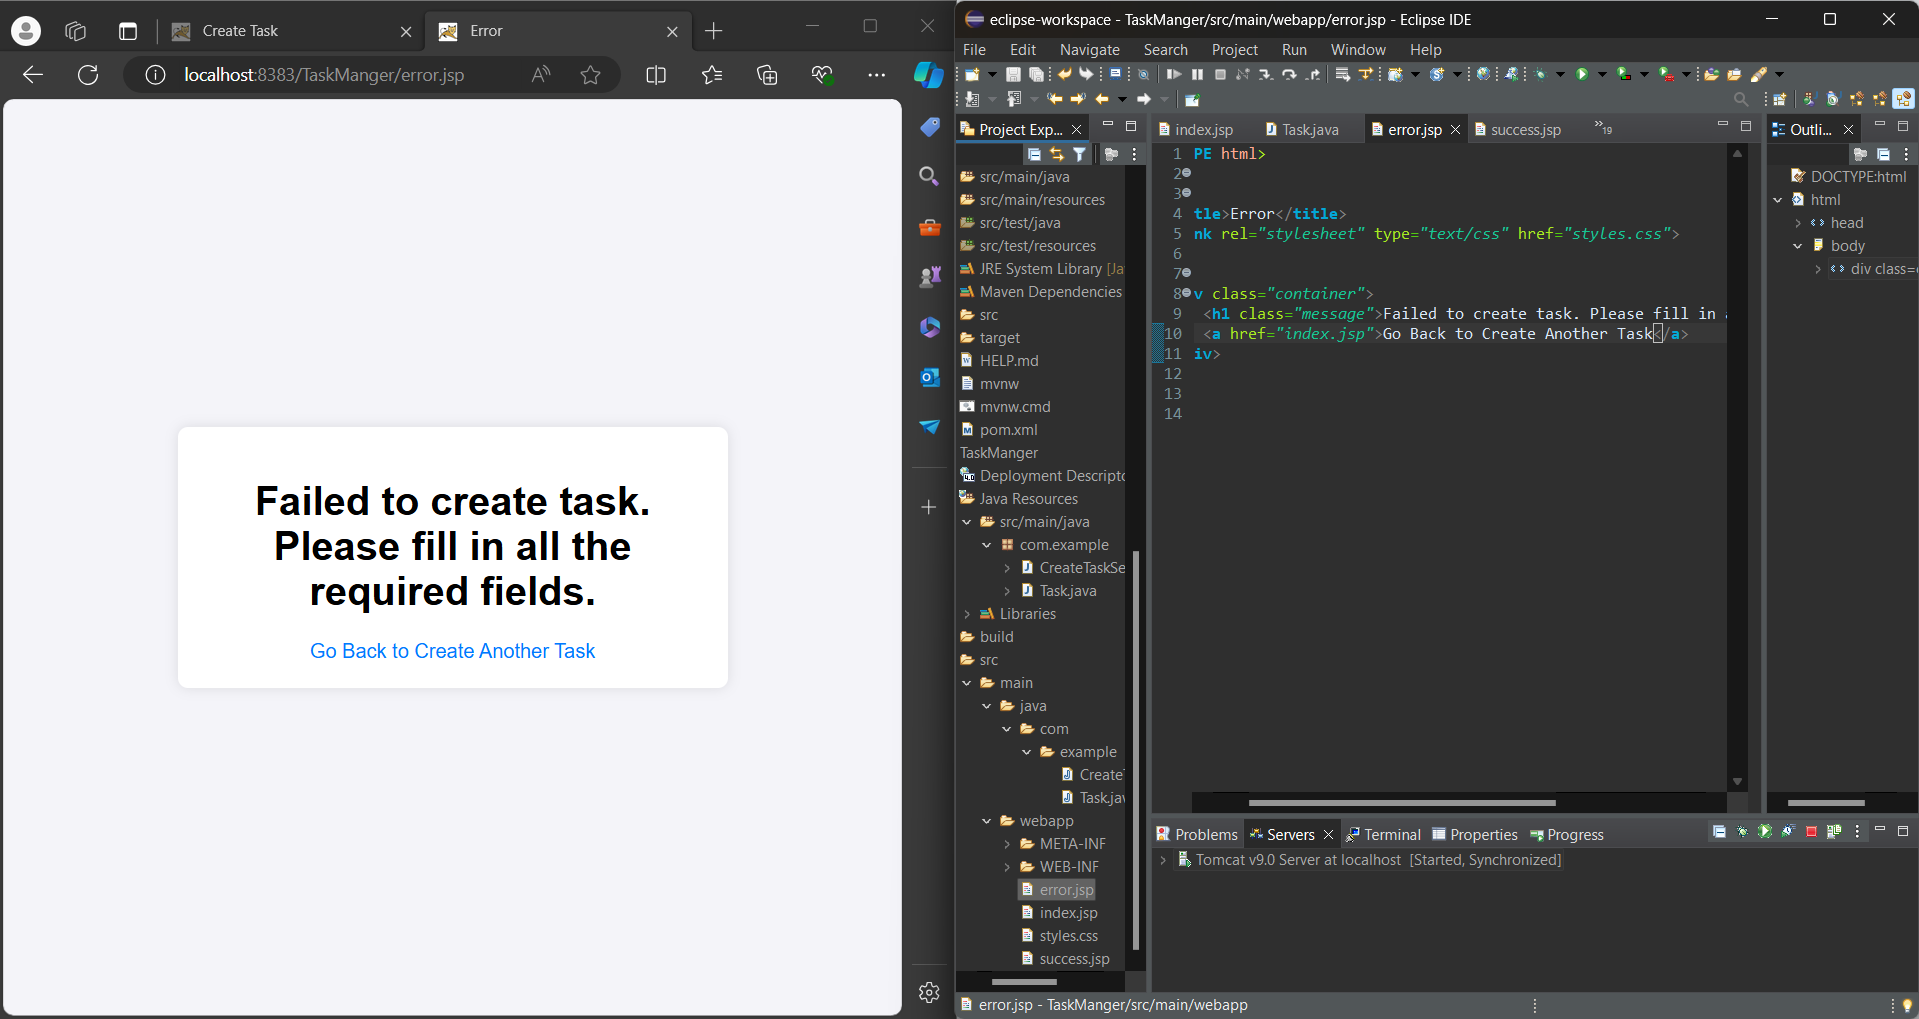 Create Task
Error
localhost:8383/TaskManger/error.jsp
Failed to create task.
Please fill in all the
required fields.
Go Back to Create Another Task
eclipse-workspace - TaskManger/src/main/webapp/error.jsp - Eclipse IDE
File Edit Navigate Search Project Run Window Help
Project Exp...
src/main/java
src/main/resources
src/test/java
src/test/resources
JRE System Library [Ja
Maven Dependencies
src
target
HELP.md
mvnw
mvnw.cmd
pom.xml
TaskManger
Deployment Descripto
Java Resources
src/main/java
com.example
CreateTaskSe
Task.java
Libraries
build
src
main
java
com
example
Create
Task.jav
webapp
META-INF
WEB-INF
error.jsp
index.jsp
styles.css
success.jsp
index.jsp Task.java error.jsp success.jsp »19
1 PE html>
2
3
4 tle>Error</title>
5 nk rel="stylesheet" type="text/css" href="styles.css">
6
7
8 v class="container">
9 <h1 class="message">Failed to create task. Please fill in
10 <a href="index.jsp">Go Back to Create Another Task</a>
11 iv>
12
13
14
Outli...
DOCTYPE:html
html
head
body
div class=
Problems Servers Terminal Properties Progress
Tomcat v9.0 Server at localhost [Started, Synchronized]
error.jsp - TaskManger/src/main/webapp